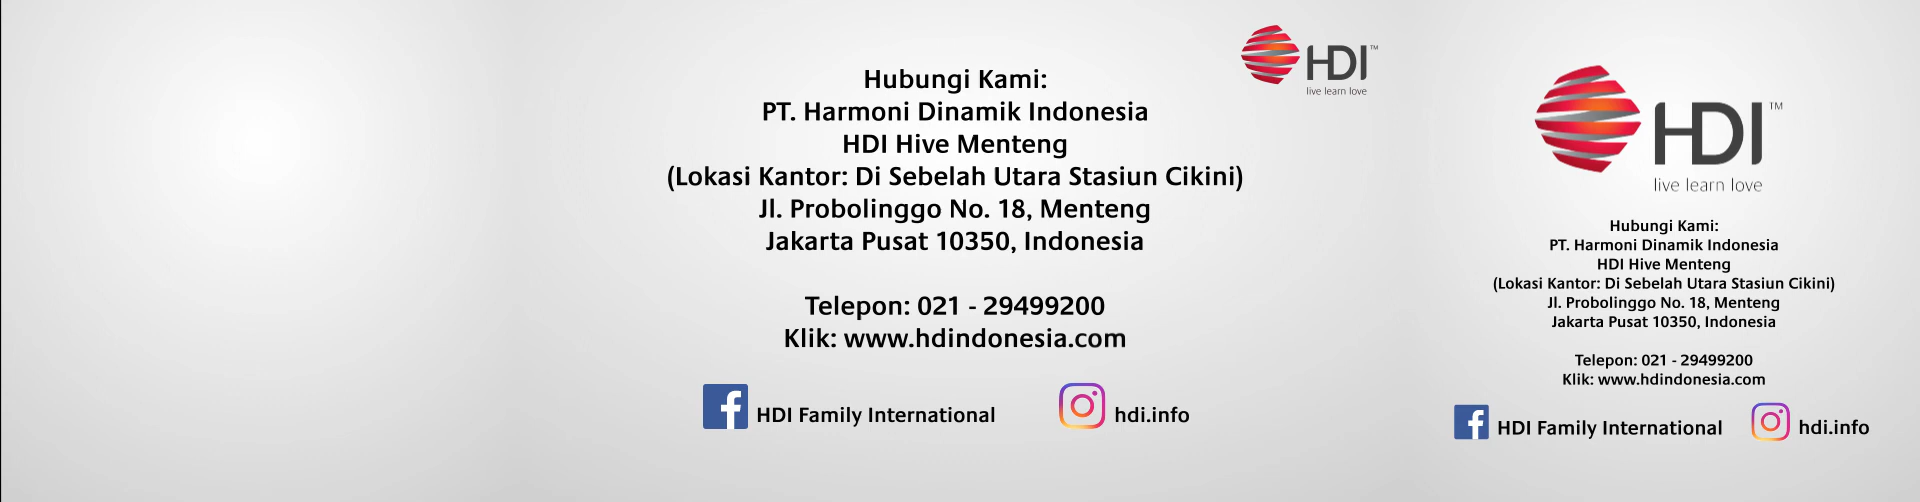 HDI™
live learn love
Hubungi Kami:
PT. Harmoni Dinamik Indonesia
HDI Hive Menteng
(Lokasi Kantor: Di Sebelah Utara Stasiun Cikini)
Jl. Probolinggo No. 18, Menteng
Jakarta Pusat 10350, Indonesia
Telepon: 021 - 29499200
Klik: www.hdindonesia.com
HDI Family International
hdi.info
HDI™
live learn love
Hubungi Kami:
PT. Harmoni Dinamik Indonesia
HDI Hive Menteng
(Lokasi Kantor: Di Sebelah Utara Stasiun Cikini)
Jl. Probolinggo No. 18, Menteng
Jakarta Pusat 10350, Indonesia
Telepon: 021 - 29499200
Klik: www.hdindonesia.com
HDI Family International
hdi.info